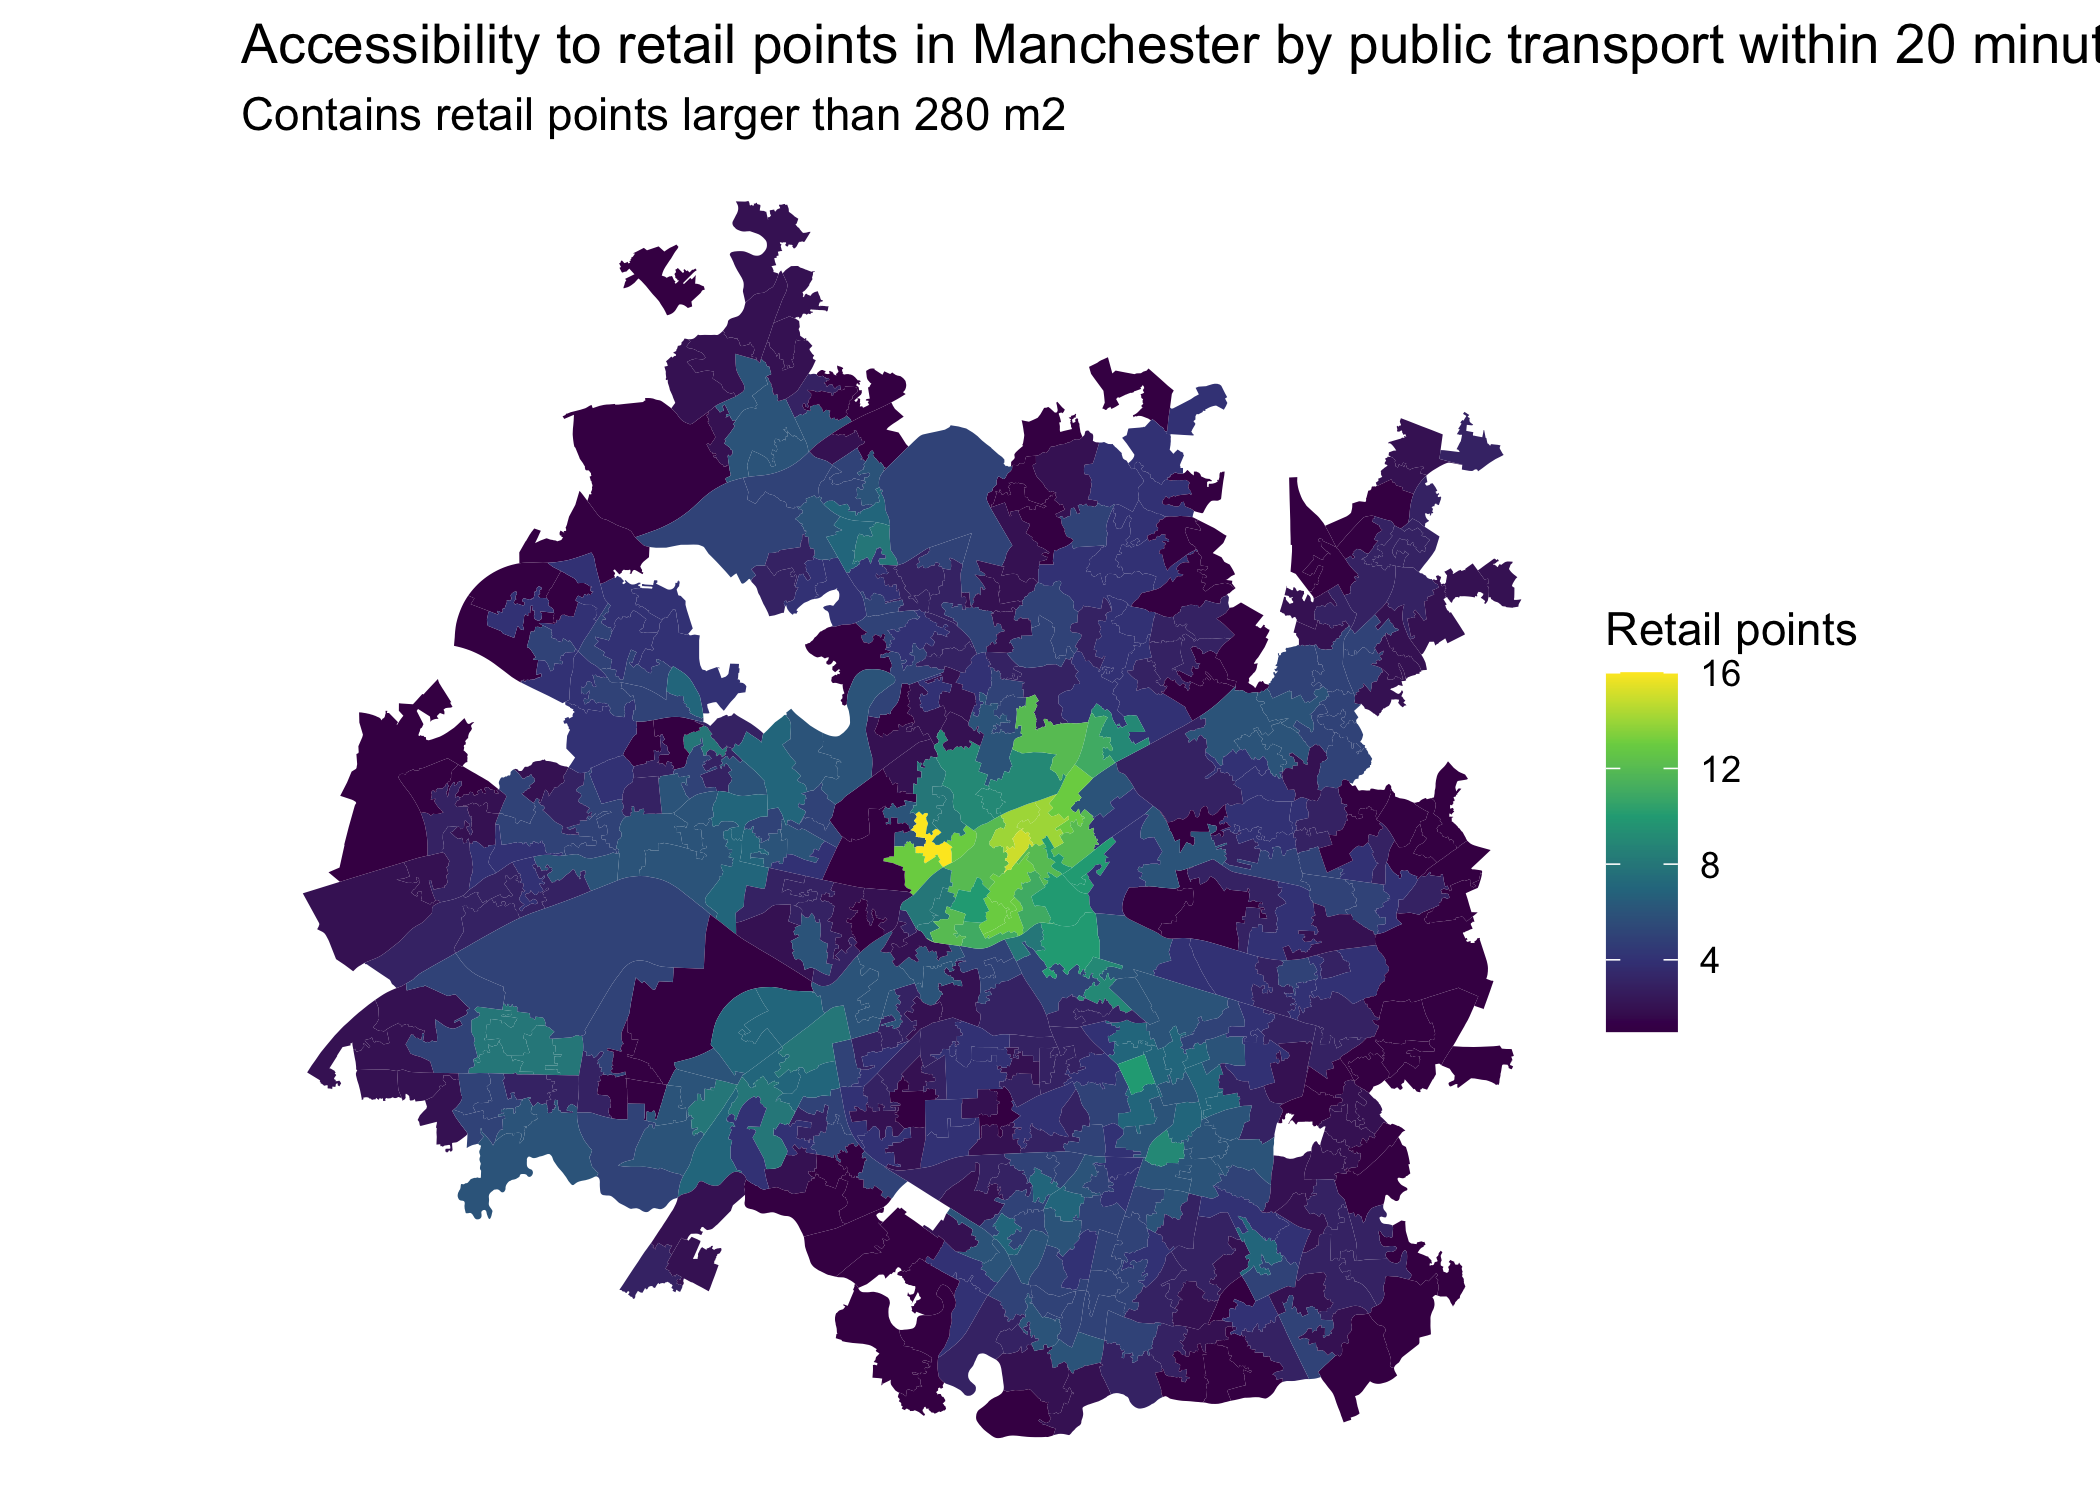 Accessibility to retail points in Manchester by public transport within 20 minut
Contains retail points larger than 280 m2
Retail points
16
12
8
4